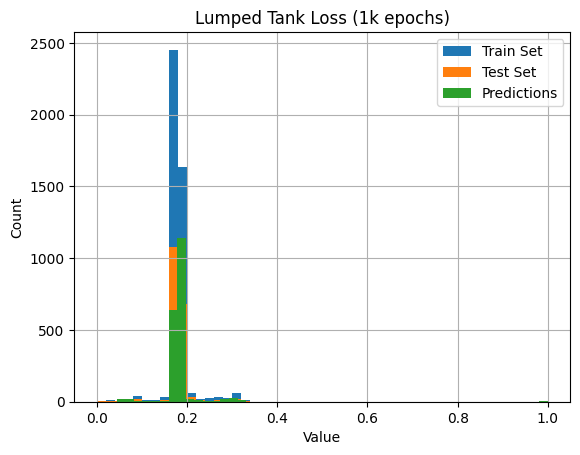 Lumped Tank Loss (1k epochs)
Train Set
Test Set
Predictions
2500
2000
1500
1000
500
0
Count
0.0 0.2 0.4 0.6 0.8 1.0
Value